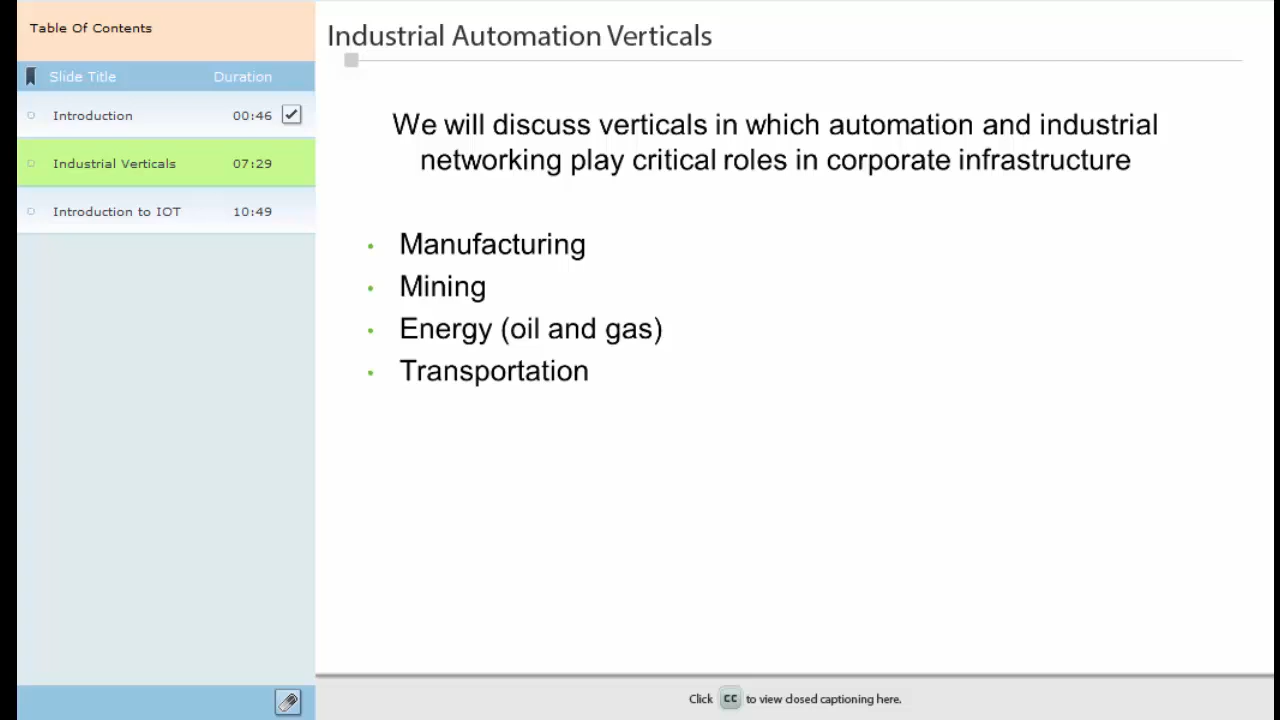 Table Of Contents
Slide Title Duration
Introduction 00:46
Industrial Verticals 07:29
Introduction to IOT 10:49
Industrial Automation Verticals
We will discuss verticals in which automation and industrial
networking play critical roles in corporate infrastructure
• Manufacturing
• Mining
• Energy (oil and gas)
• Transportation
Click CC to view closed captioning here.